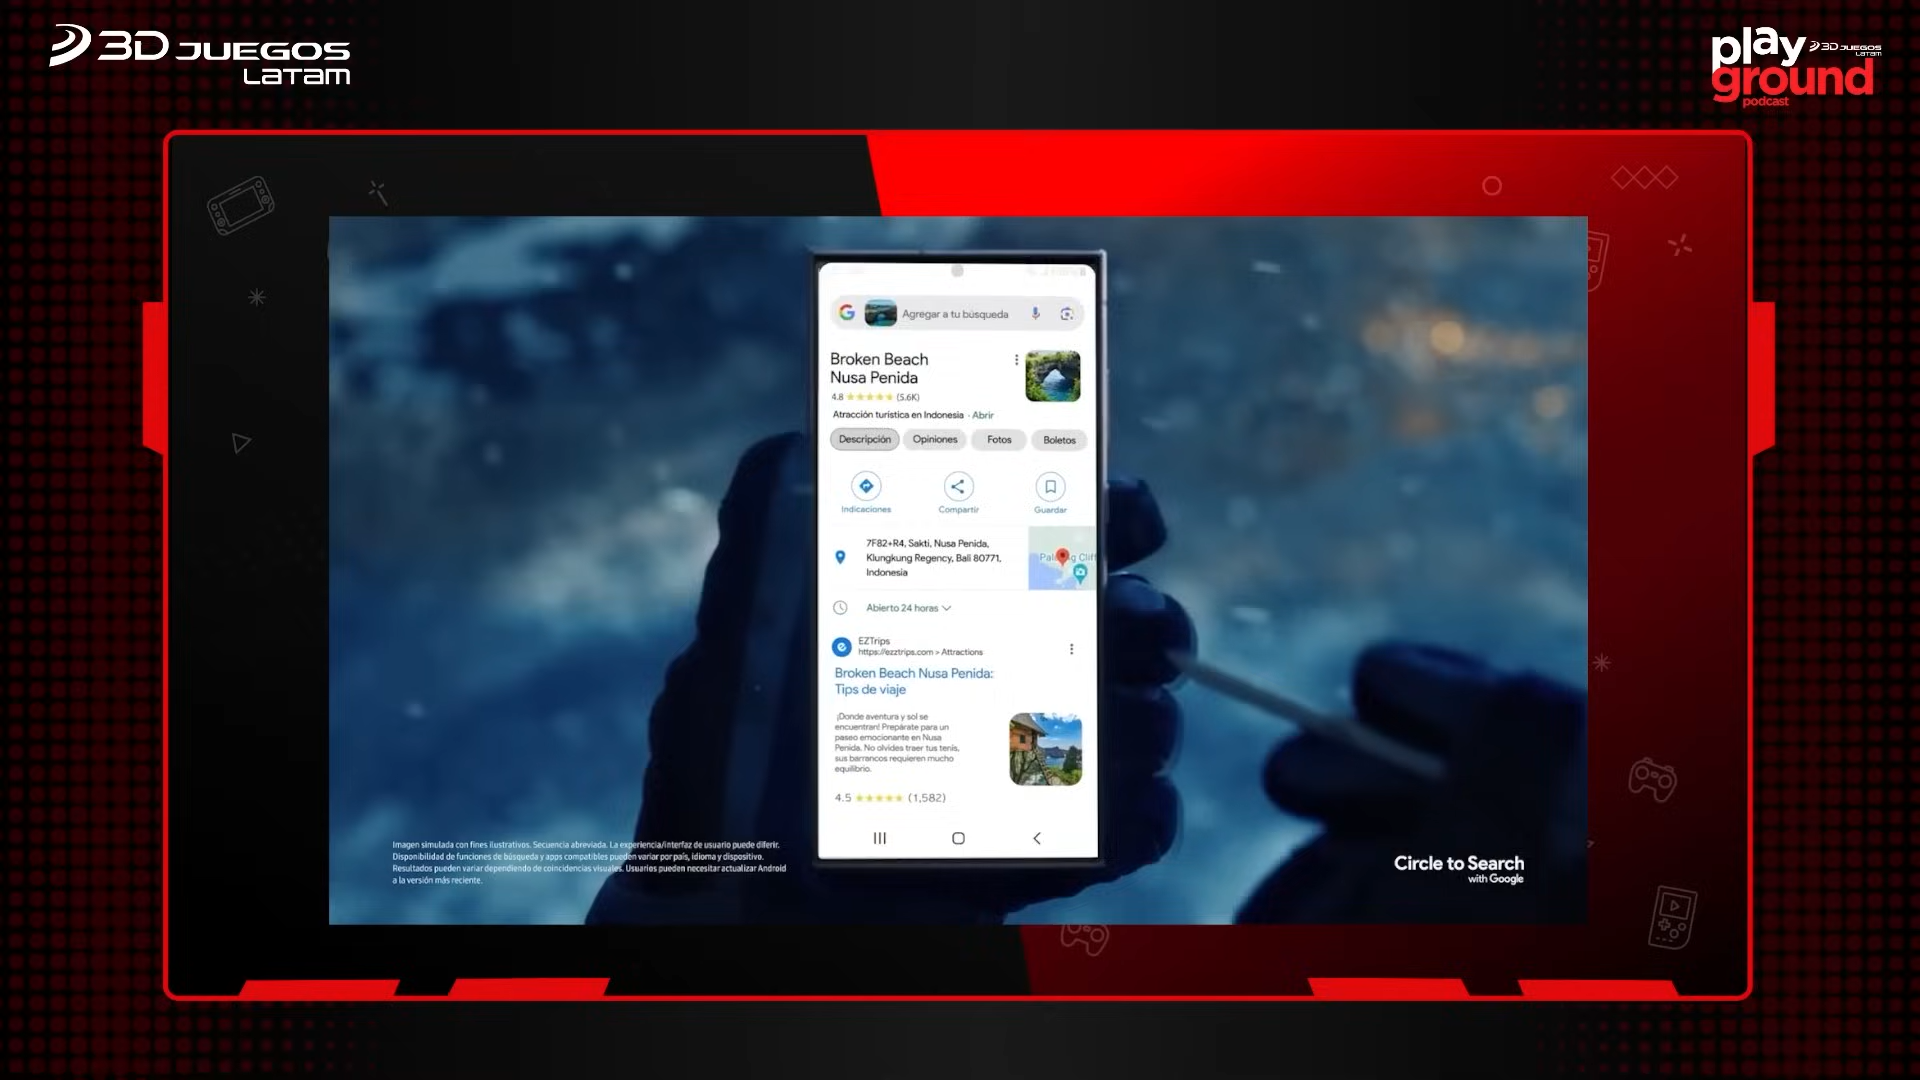 3D JUEGOS
LATAM
play
3D JUEGOS
LATAM
ground
podcast
G
Agregar a tu búsqueda
Broken Beach
Nusa Penida
4.8 ★★★★★ (5.6K)
Atracción turística en Indonesia · Abrir
Descripción Opiniones Fotos Boletos
Indicaciones Compartir Guardar
7F82+R4, Sakti, Nusa Penida,
Klungkung Regency, Bali 80771,
Indonesia
Abierto 24 horas
EZTrips
https://ezztrips.com > Attractions
Broken Beach Nusa Penida:
Tips de viaje
¡Donde aventura y sol se
encuentran! Prepárate para un
paseo emocionante en Nusa
Penida. No olvides traer tus tenis,
sus barrancos requieren mucho
equilibrio.
4.5 ★★★★★ (1,582)
Imagen simulada con fines ilustrativos. Secuencia abreviada. La experiencia/interfaz de usuario puede diferir.
Disponibilidad de funciones de búsqueda y apps compatibles pueden variar por país, idioma y dispositivo.
Resultados pueden variar dependiendo de coincidencias visuales. Usuarios pueden necesitar actualizar Android
a la versión más reciente.
Circle to Search
with Google